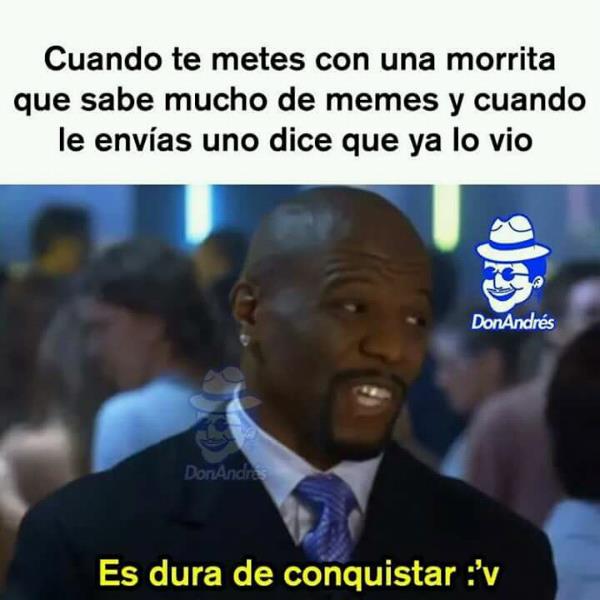 Cuando te metes con una morrita
que sabe mucho de memes y cuando
le envías uno dice que ya lo vio
DonAndrés
DonAndrés
Es dura de conquistar :'v